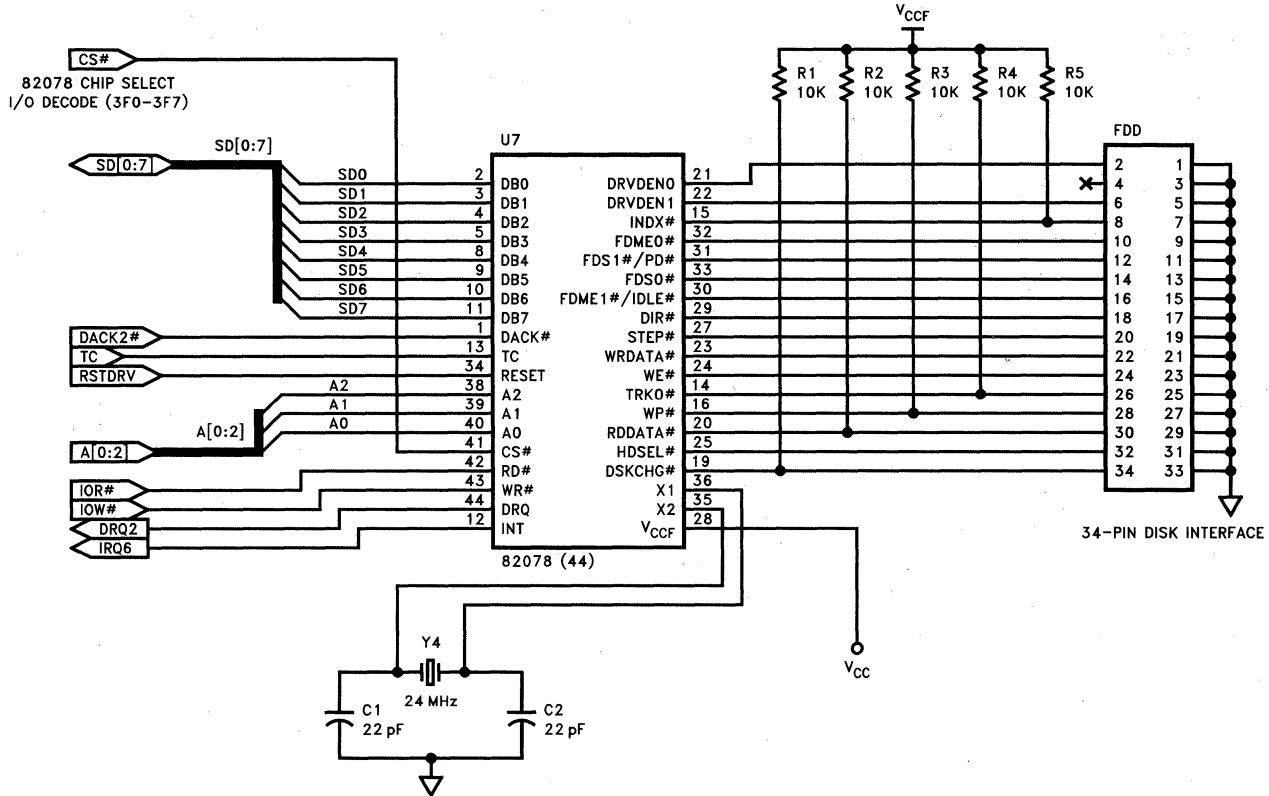 V_CCF
CS#
82078 CHIP SELECT
I/O DECODE (3F0-3F7)
R1
10K
R2
10K
R3
10K
R4
10K
R5
10K
FDD
U7
SD[0:7]
SD[0:7]
SD0
SD1
SD2
SD3
SD4
SD5
SD6
SD7
DACK2#
TC
RSTDRV
A2
A1
A0
A[0:2]
A[0:2]
IOR#
IOW#
DRQ2
IRQ6
2 DB0
3 DB1
4 DB2
5 DB3
8 DB4
9 DB5
10 DB6
11 DB7
1 DACK#
13 TC
34 RESET
38 A2
39 A1
40 A0
41 CS#
42 RD#
43 WR#
44 DRQ
12 INT
DRVDEN0 21
DRVDEN1 22
INDX# 15
FDME0# 32
FDS1#/PD# 31
FDS0# 33
FDME1#/IDLE# 30
DIR# 29
STEP# 27
WRDATA# 23
WE# 24
TRK0# 14
WP# 16
RDDATA# 20
HDSEL# 25
DSKCHG# 19
X1 36
X2 35
V_CCF 28
82078 (44)
2 1
4 3
6 5
8 7
10 9
12 11
14 13
16 15
18 17
20 19
22 21
24 23
26 25
28 27
30 29
32 31
34 33
34-PIN DISK INTERFACE
V_CC
Y4
24 MHz
C1
22 pF
C2
22 pF